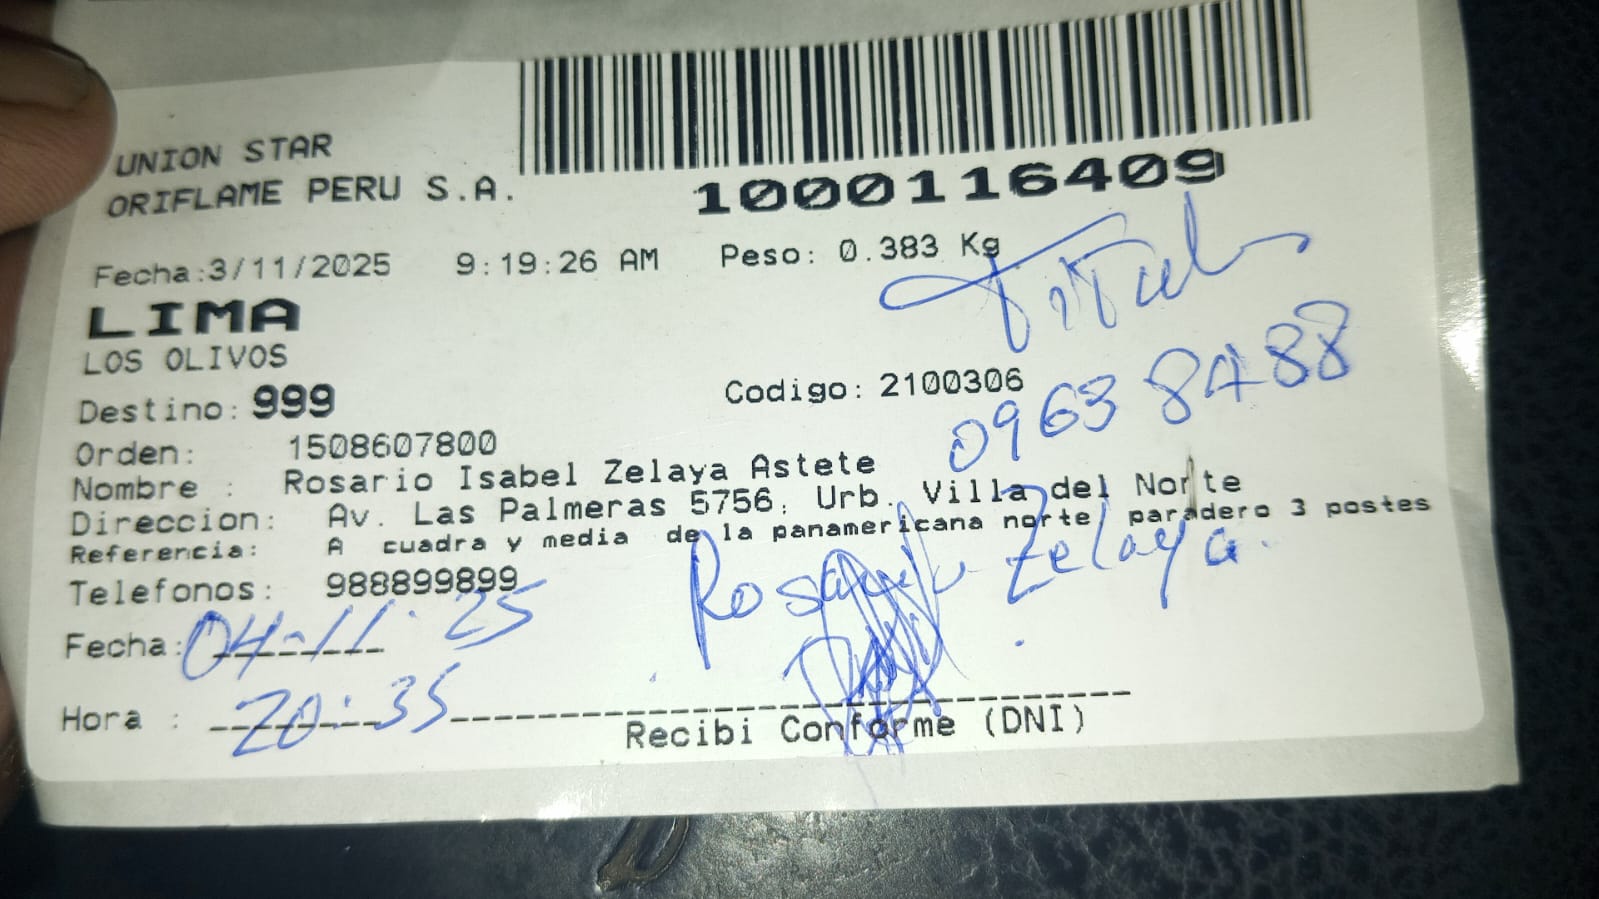 UNION STAR
ORIFLAME PERU S.A.
1000116409
Fecha:3/11/2025 9:19:26 AM Peso: 0.383 Kg
Titular
LIMA
LOS OLIVOS
Destino: 999 Codigo: 2100306
09638488
Orden: 1508607800
Nombre : Rosario Isabel Zelaya Astete
Direccion: Av. Las Palmeras 5756, Urb. Villa del Norte
Referencia: A cuadra y media de la panamericana norte paradero 3 postes
Telefonos: 988899899
Rosario Zelaya.
Fecha: 04-11-25
Hora : 20:35
Recibi Conforme (DNI)